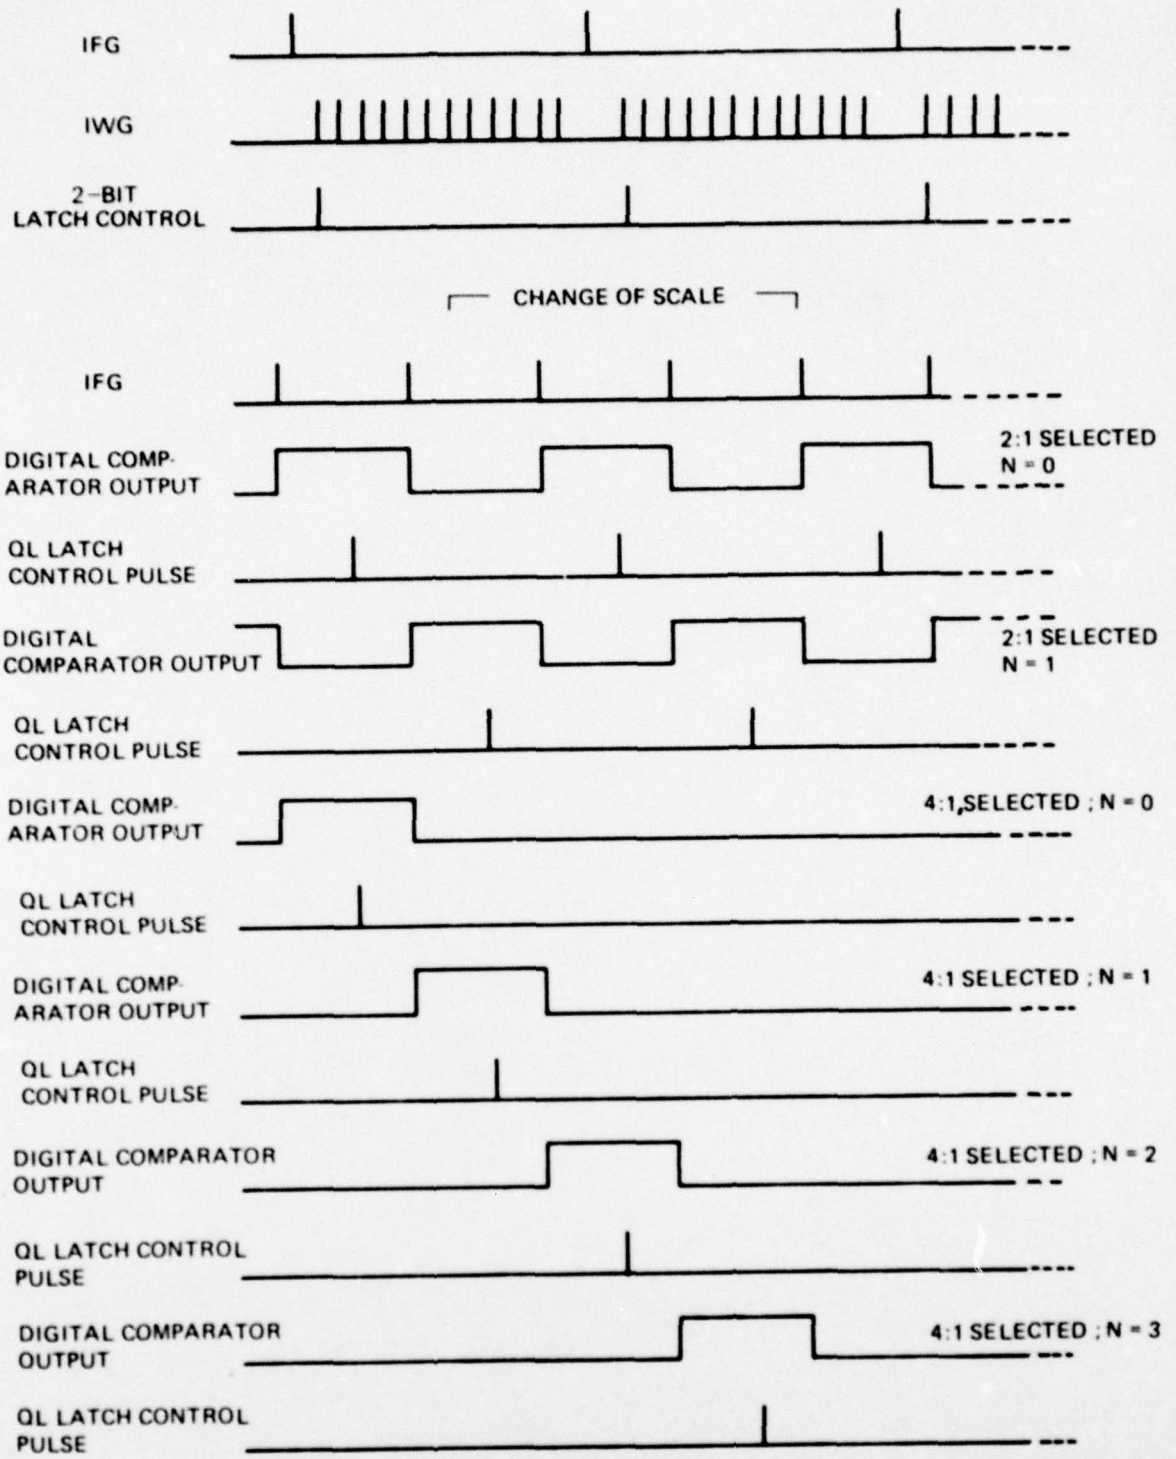 IFG
IWG
2-BIT
LATCH CONTROL
CHANGE OF SCALE
IFG
DIGITAL COMP-
ARATOR OUTPUT
2:1 SELECTED
N = 0
QL LATCH
CONTROL PULSE
DIGITAL
COMPARATOR OUTPUT
2:1 SELECTED
N = 1
QL LATCH
CONTROL PULSE
DIGITAL COMP-
ARATOR OUTPUT
4:1,SELECTED ; N = 0
QL LATCH
CONTROL PULSE
DIGITAL COMP-
ARATOR OUTPUT
4:1 SELECTED ; N = 1
QL LATCH
CONTROL PULSE
DIGITAL COMPARATOR
OUTPUT
4:1 SELECTED ; N = 2
QL LATCH CONTROL
PULSE
DIGITAL COMPARATOR
OUTPUT
4:1 SELECTED ; N = 3
QL LATCH CONTROL
PULSE